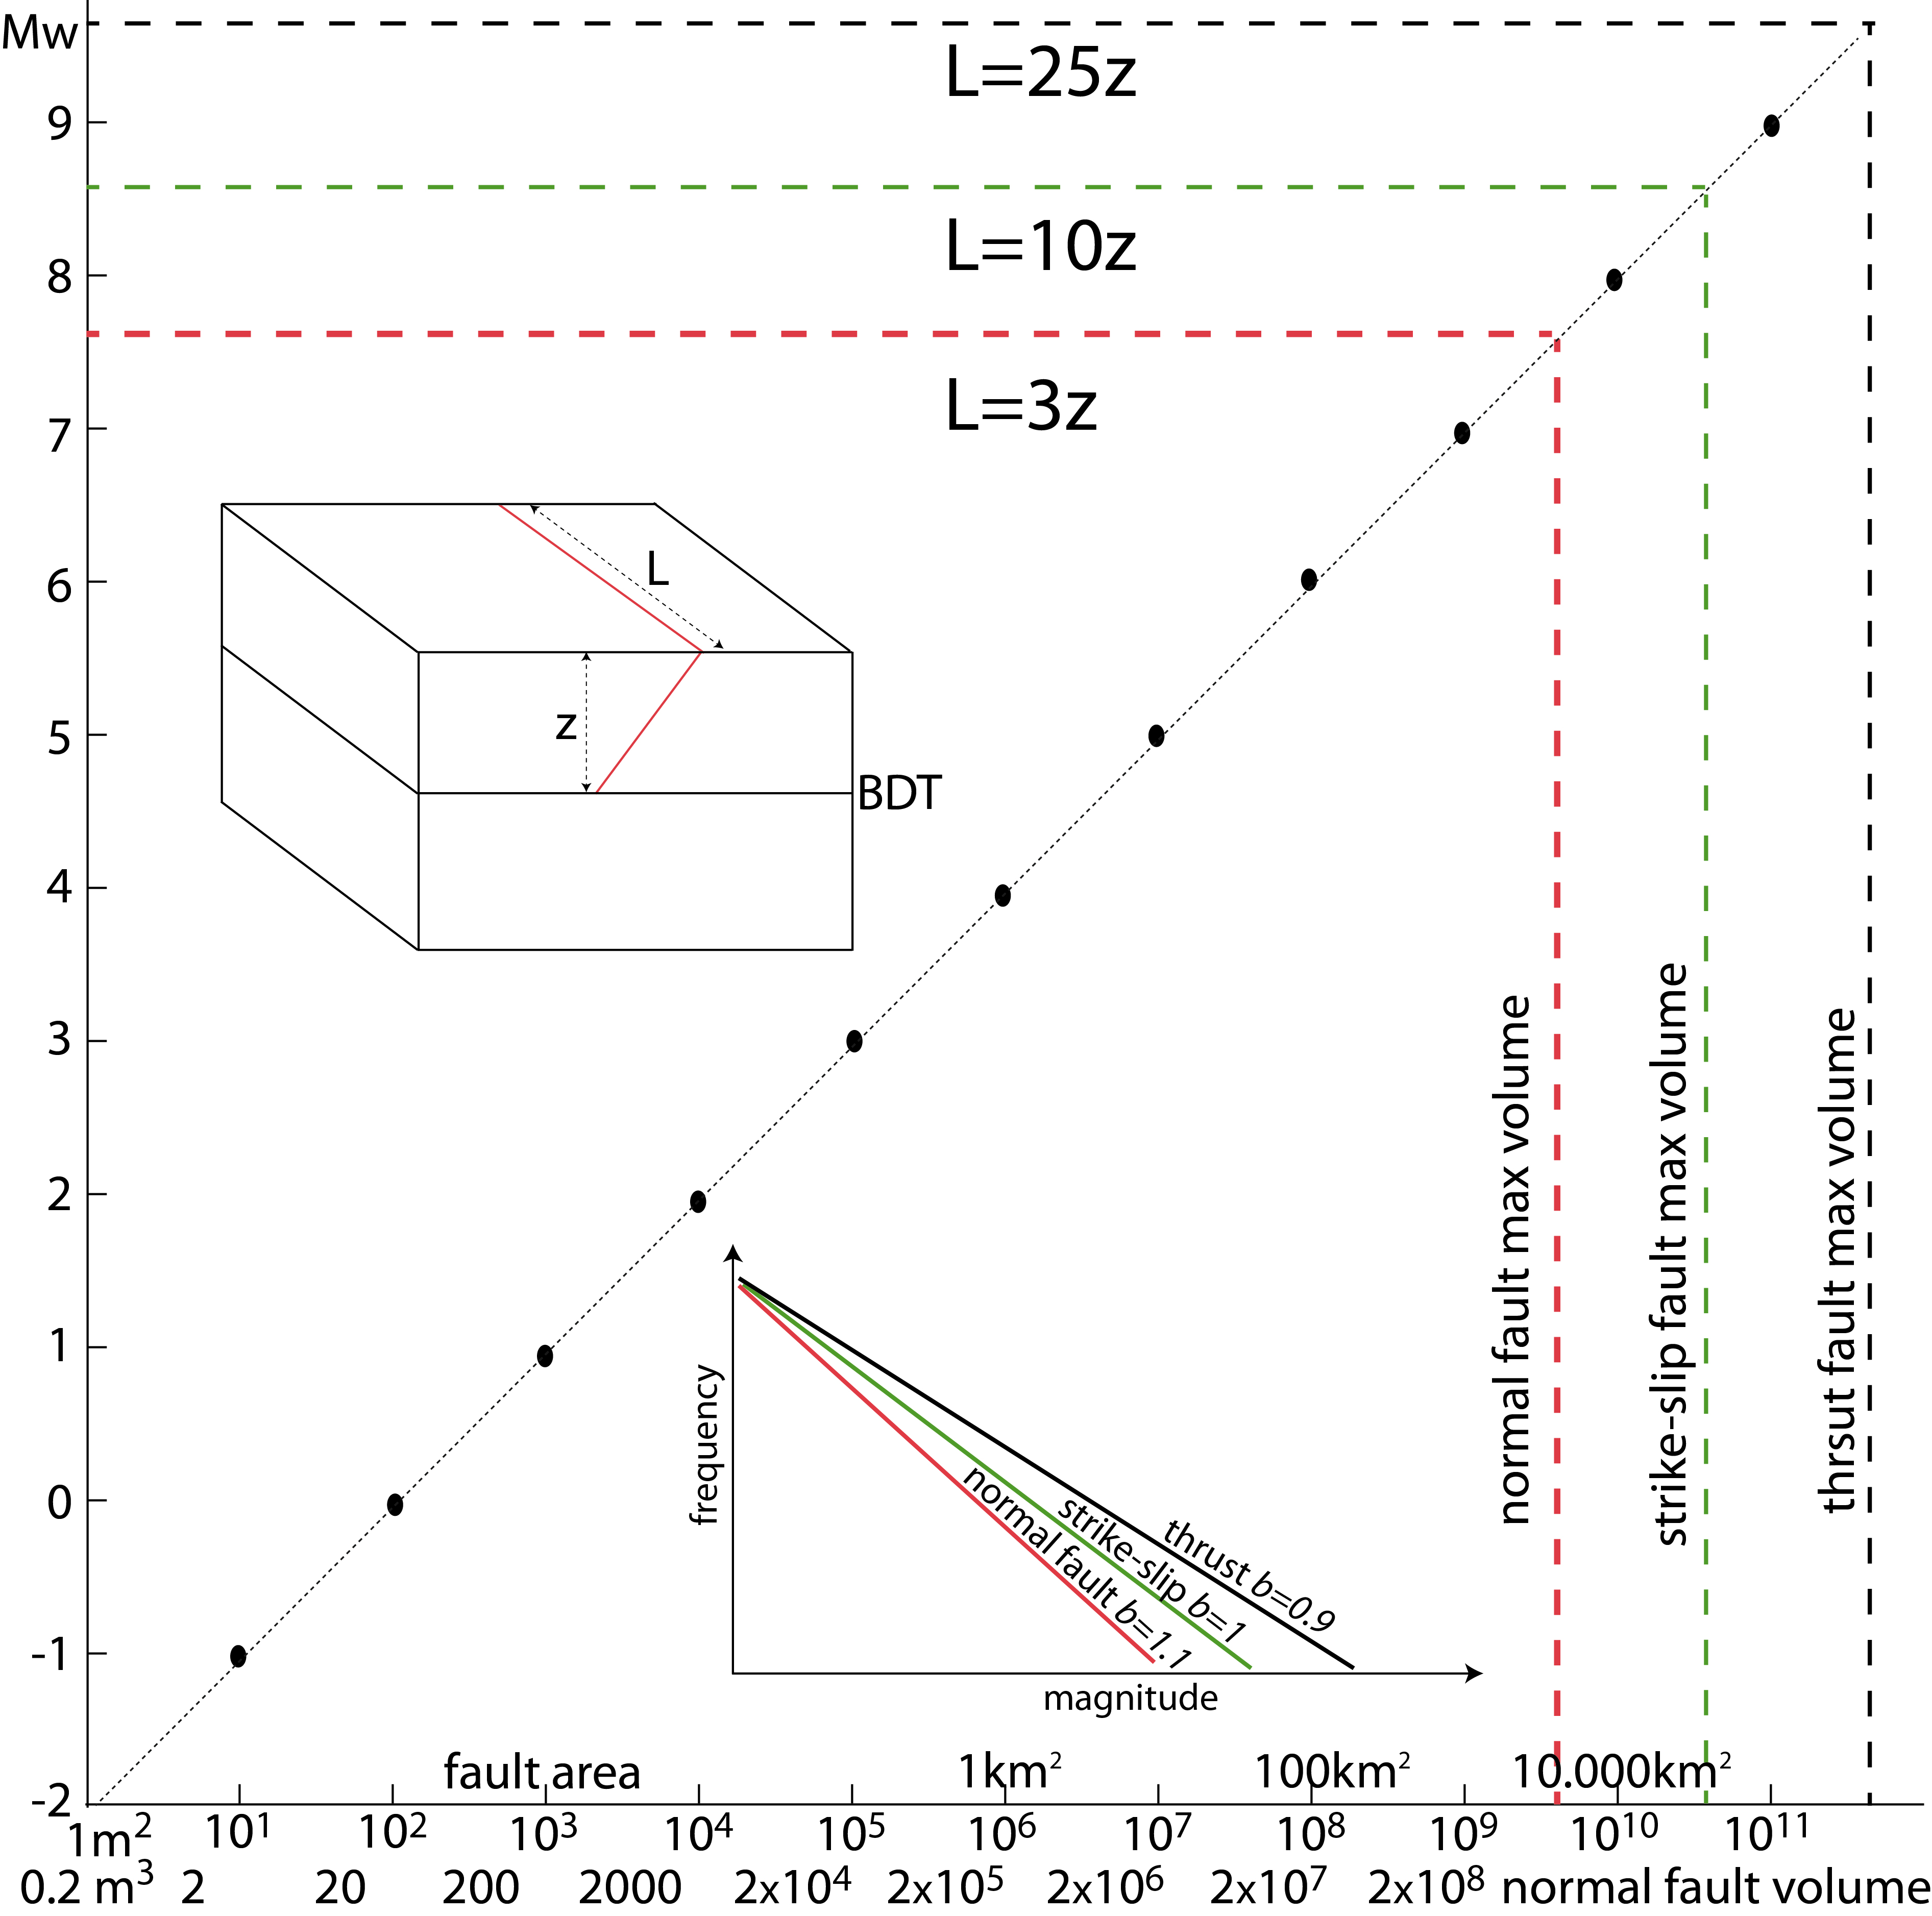 Mw
L=25z
9
L=10z
8
L=3z
7
6
L
5
z
BDT
4
3
2
1
0
-1
-2
normal fault max volume
strike-slip fault max volume
thrsut fault max volume
frequency
normal fault b=1.1
strike-slip b=1
thrust b=0.9
magnitude
fault area 1km² 100km² 10.000km²
1m² 10¹ 10² 10³ 10⁴ 10⁵ 10⁶ 10⁷ 10⁸ 10⁹ 10¹⁰ 10¹¹
0.2 m³ 2 20 200 2000 2x10⁴ 2x10⁵ 2x10⁶ 2x10⁷ 2x10⁸ normal fault volume